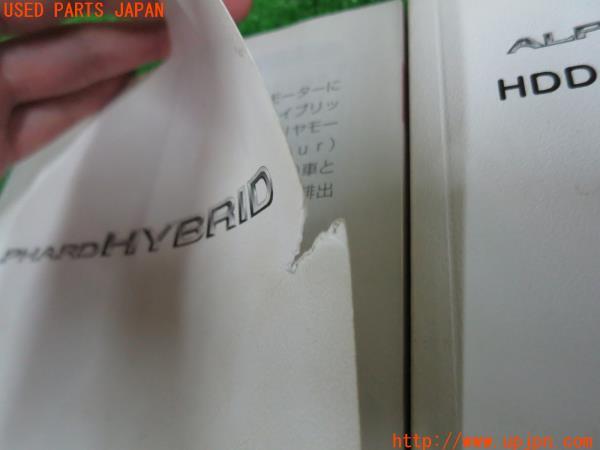 USED PARTS JAPAN
モーターに
イブリッ
リヤモー
ur)
車と
排出
PHARD HYBRID
ALP
HDD
http://www.upjpn.com